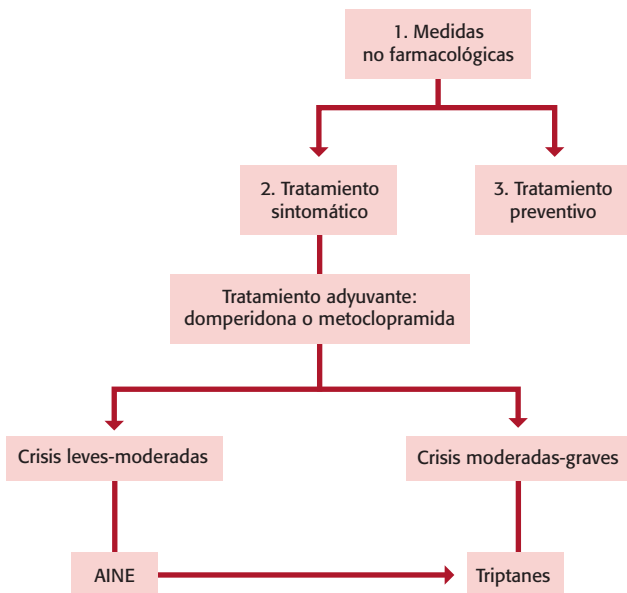 1. Medidas
no farmacológicas
2. Tratamiento
sintomático
3. Tratamiento
preventivo
Tratamiento adyuvante:
domperidona o metoclopramida
Crisis leves-moderadas
Crisis moderadas-graves
AINE
Triptanes